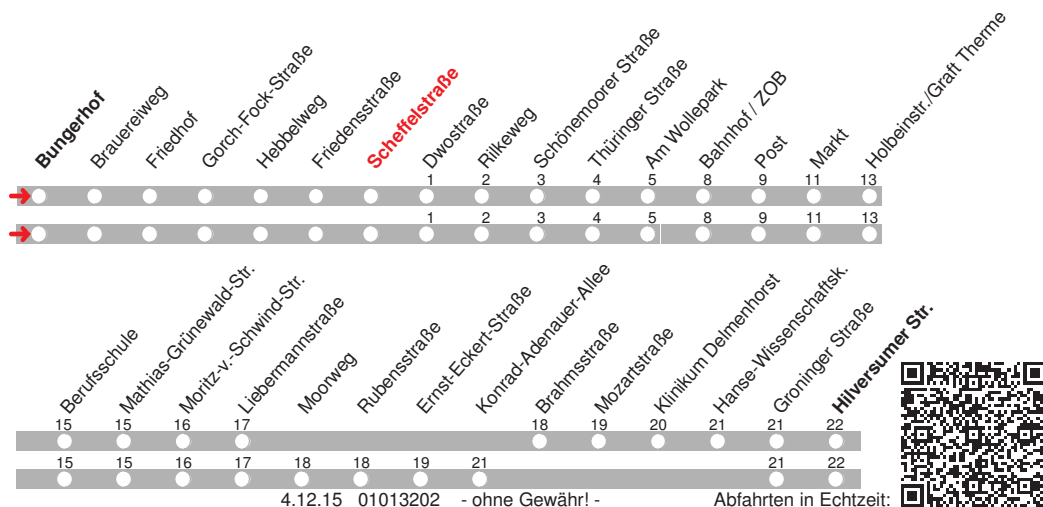 Bungerhof
Brauereiweg
Friedhof
Gorch-Fock-Straße
Hebbelweg
Friedensstraße
Scheffelstraße
Dwostraße
Rilkeweg
Schönemoorer Straße
Thüringer Straße
Am Wollepark
Bahnhof / ZOB
Post
Markt
Holbeinstr./Graft Therme
1 2 3 4 5 8 9 11 13
1 2 3 4 5 8 9 11 13
Berufsschule
Mathias-Grünewald-Str.
Moritz-v.-Schwind-Str.
Liebermannstraße
Moorweg
Rubensstraße
Ernst-Eckert-Straße
Konrad-Adenauer-Allee
Brahmsstraße
Mozartstraße
Klinikum Delmenhorst
Hanse-Wissenschaftsk.
Groninger Straße
Hilversumer Str.
15 15 16 17 18 19 20 21 21 22
15 15 16 17 18 18 19 21 21 22
4.12.15 01013202 - ohne Gewähr! - Abfahrten in Echtzeit: